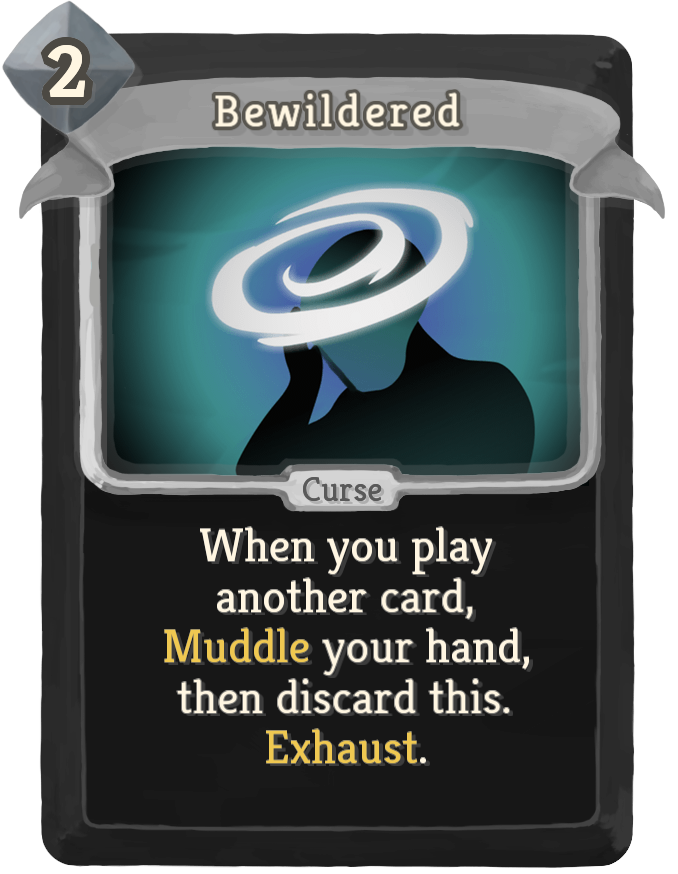 2
Bewildered
Curse
When you play
another card,
Muddle your hand,
then discard this.
Exhaust.